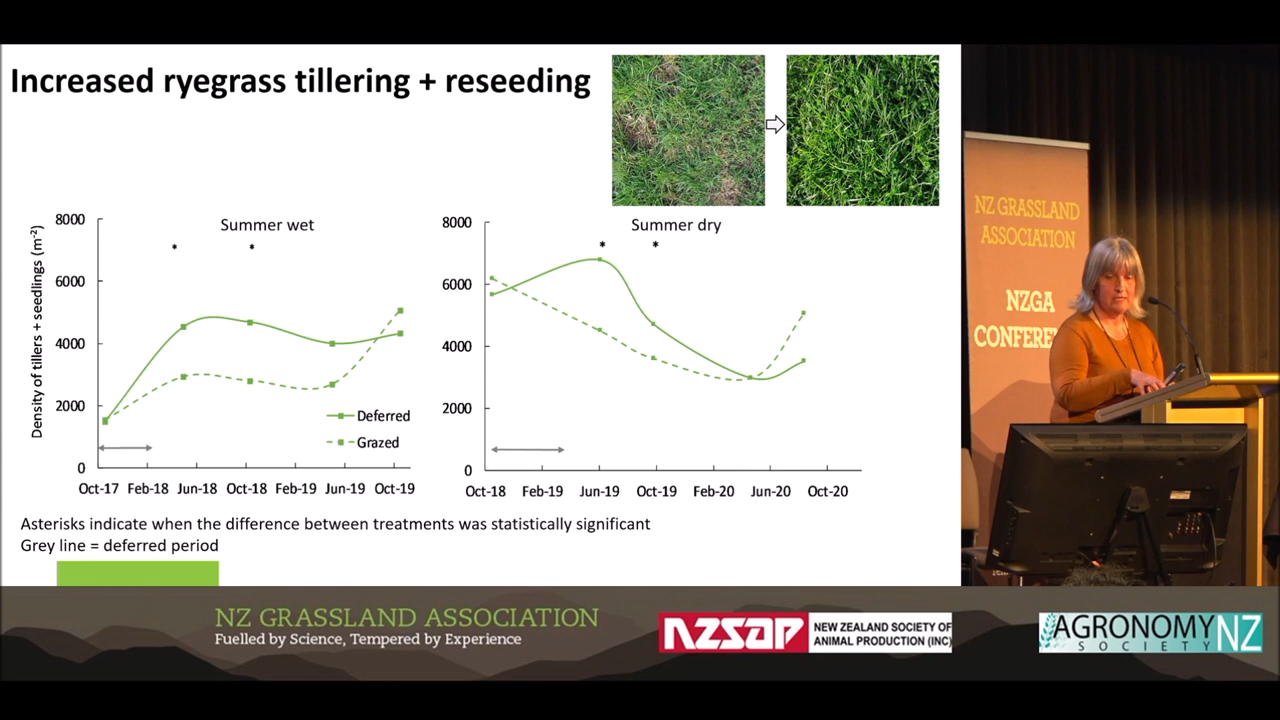 Increased ryegrass tillering + reseeding
Density of tillers + seedlings (m-2)
8000
6000
4000
2000
0
Summer wet
*
*
Deferred
Grazed
Oct-17
Feb-18
Jun-18
Oct-18
Feb-19
Jun-19
Oct-19
8000
6000
4000
2000
0
Summer dry
*
*
Oct-18
Feb-19
Jun-19
Oct-19
Feb-20
Jun-20
Oct-20
Asterisks indicate when the difference between treatments was statistically significant
Grey line = deferred period
NZ GRASSLAND
ASSOCIATION
NZGA
CONFERE
NZ GRASSLAND ASSOCIATION
Fuelled by Science, Tempered by Experience
NZSAP
NEW ZEALAND SOCIETY OF
ANIMAL PRODUCTION (INC)
AGRONOMY NZ
SOCIETY